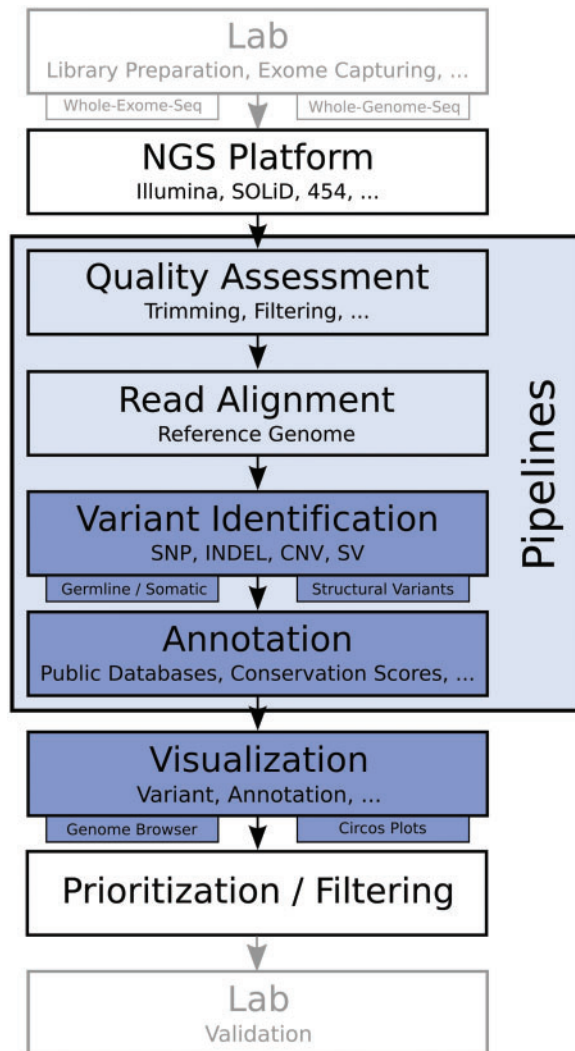 Lab
Library Preparation, Exome Capturing, ...
Whole-Exome-Seq
Whole-Genome-Seq
NGS Platform
Illumina, SOLiD, 454, ...
Quality Assessment
Trimming, Filtering, ...
Read Alignment
Reference Genome
Variant Identification
SNP, INDEL, CNV, SV
Germline / Somatic
Structural Variants
Annotation
Public Databases, Conservation Scores, ...
Pipelines
Visualization
Variant, Annotation, ...
Genome Browser
Circos Plots
Prioritization / Filtering
Lab
Validation